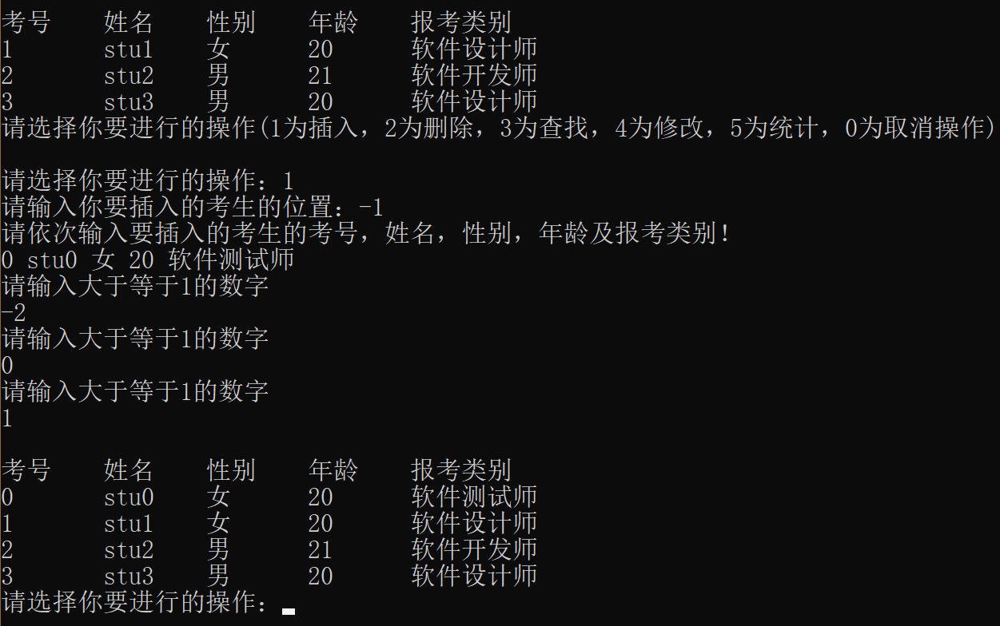 考号 姓名 性别 年龄 报考类别
1 stu1 女 20 软件设计师
2 stu2 男 21 软件开发师
3 stu3 男 20 软件设计师
请选择你要进行的操作(1为插入，2为删除，3为查找，4为修改，5为统计，0为取消操作)
请选择你要进行的操作：1
请输入你要插入的考生的位置：-1
请依次输入要插入的考生的考号，姓名，性别，年龄及报考类别！
0 stu0 女 20 软件测试师
请输入大于等于1的数字
-2
请输入大于等于1的数字
0
请输入大于等于1的数字
1
考号 姓名 性别 年龄 报考类别
0 stu0 女 20 软件测试师
1 stu1 女 20 软件设计师
2 stu2 男 21 软件开发师
3 stu3 男 20 软件设计师
请选择你要进行的操作：